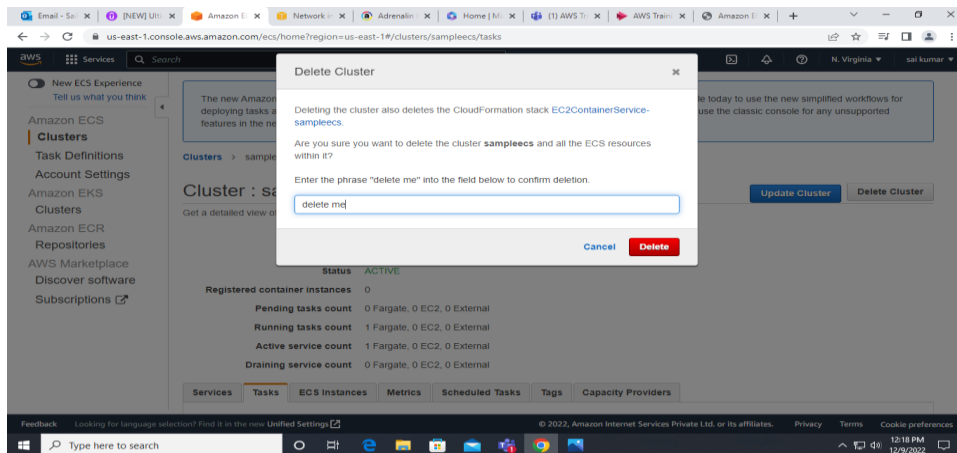 Email - Sai
[NEW] Ulti
Amazon E
Network i
Adrenalin
Home | Mi
(1) AWS Tr
AWS Traini
Amazon E
us-east-1.console.aws.amazon.com/ecs/home?region=us-east-1#/clusters/sampleecs/tasks
aws
Services
Search
N. Virginia
sai kumar
New ECS Experience
Tell us what you think
Amazon ECS
Clusters
Task Definitions
Account Settings
Amazon EKS
Clusters
Amazon ECR
Repositories
AWS Marketplace
Discover software
Subscriptions
The new Amazon
le today to use the new simplified workflows for
deploying tasks a
use the classic console for any unsupported
features in the ne
Clusters > sample
Cluster : sa
Update Cluster
Delete Cluster
Get a detailed view o
Delete Cluster
Deleting the cluster also deletes the CloudFormation stack EC2ContainerService-
sampleecs.
Are you sure you want to delete the cluster sampleecs and all the ECS resources
within it?
Enter the phrase "delete me" into the field below to confirm deletion.
delete me
Cancel
Delete
Status ACTIVE
Registered container instances 0
Pending tasks count 0 Fargate, 0 EC2, 0 External
Running tasks count 1 Fargate, 0 EC2, 0 External
Active service count 1 Fargate, 0 EC2, 0 External
Draining service count 0 Fargate, 0 EC2, 0 External
Services Tasks ECS Instances Metrics Scheduled Tasks Tags Capacity Providers
Feedback Looking for language selection? Find it in the new Unified Settings © 2022, Amazon Internet Services Private Ltd. or its affiliates. Privacy Terms Cookie preferences
Type here to search
12:18 PM
12/9/2022